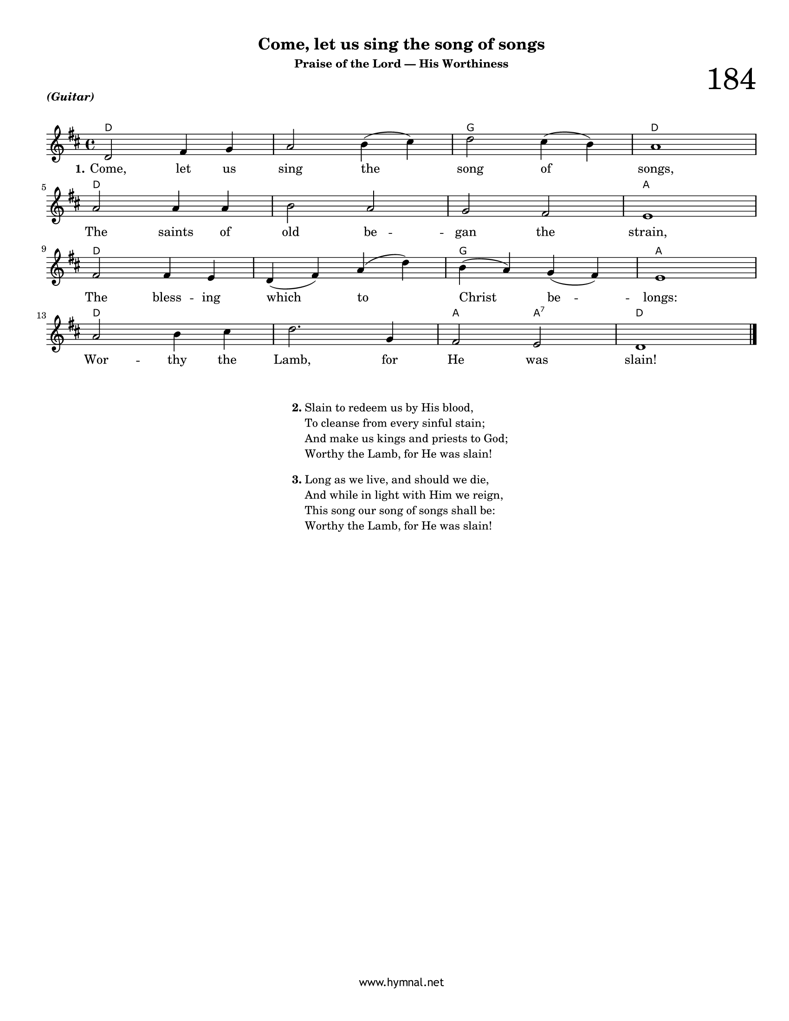 Come, let us sing the song of songs
Praise of the Lord — His Worthiness
184
(Guitar)
D G D
1. Come, let us sing the song of songs,
5 D A
The saints of old be - - gan the strain,
9 D G A
The bless - ing which to Christ be - - longs:
13 D A A7 D
Wor - thy the Lamb, for He was slain!
2. Slain to redeem us by His blood,
To cleanse from every sinful stain;
And make us kings and priests to God;
Worthy the Lamb, for He was slain!
3. Long as we live, and should we die,
And while in light with Him we reign,
This song our song of songs shall be:
Worthy the Lamb, for He was slain!
www.hymnal.net